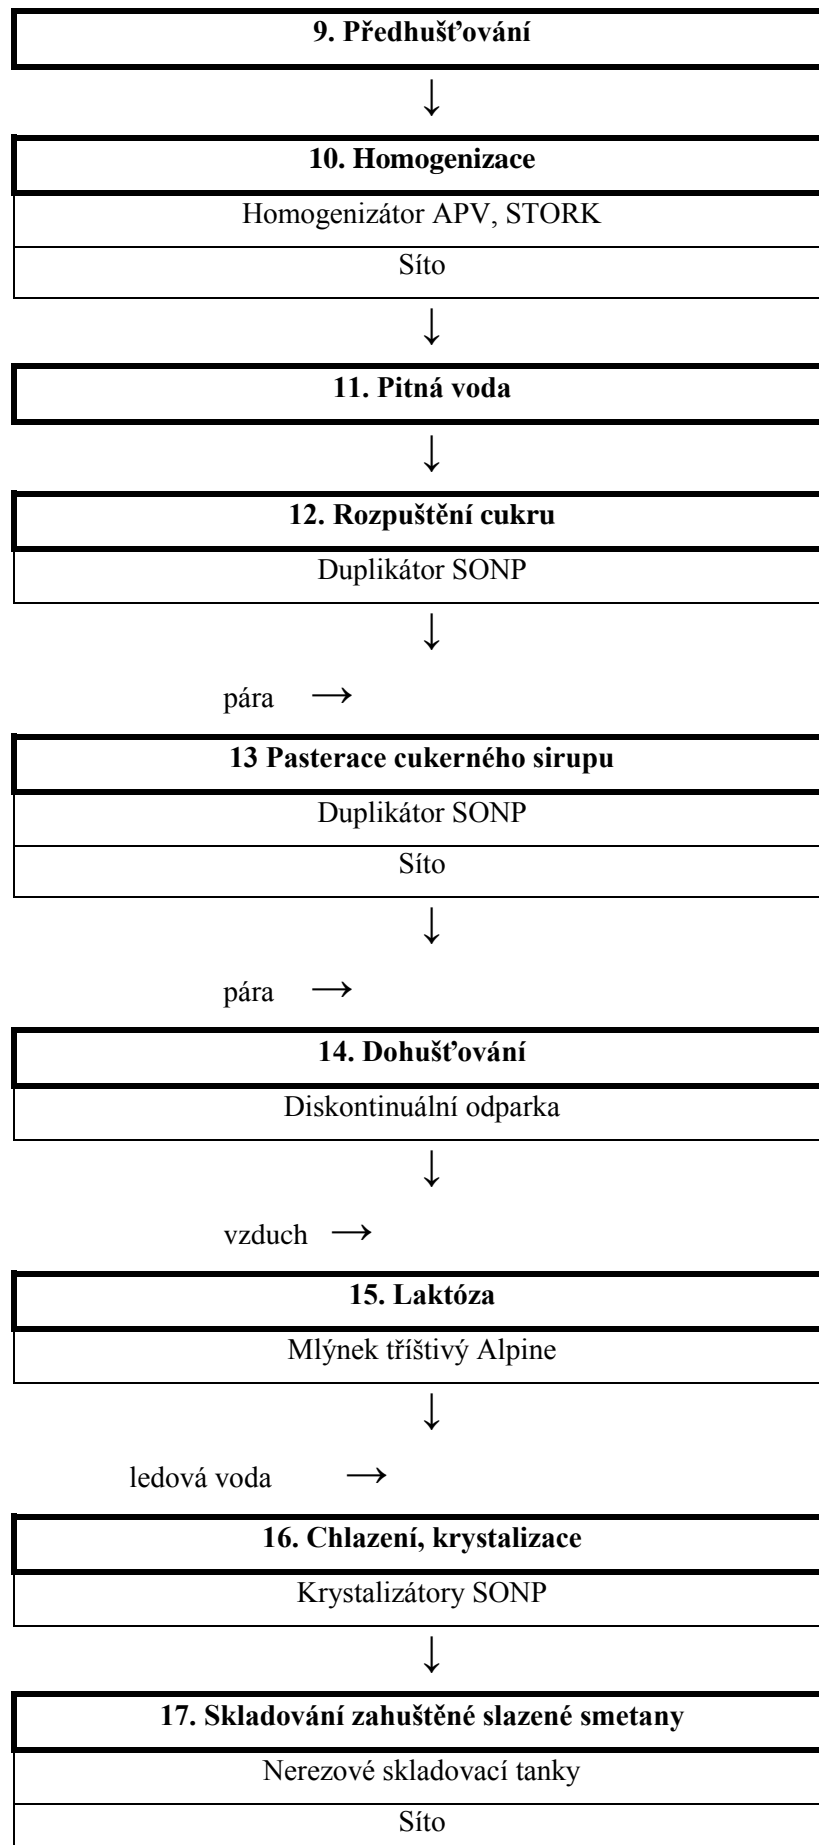 9. Předhušťování
↓
10. Homogenizace
Homogenizátor APV, STORK
Síto
↓
11. Pitná voda
↓
12. Rozpuštění cukru
Duplikátor SONP
↓
pára →
13 Pasterace cukerného sirupu
Duplikátor SONP
Síto
↓
pára →
14. Dohušťování
Diskontinuální odparka
↓
vzduch →
15. Laktóza
Mlýnek tříštivý Alpine
↓
ledová voda →
16. Chlazení, krystalizace
Krystalizátory SONP
↓
17. Skladování zahuštěné slazené smetany
Nerezové skladovací tanky
Síto